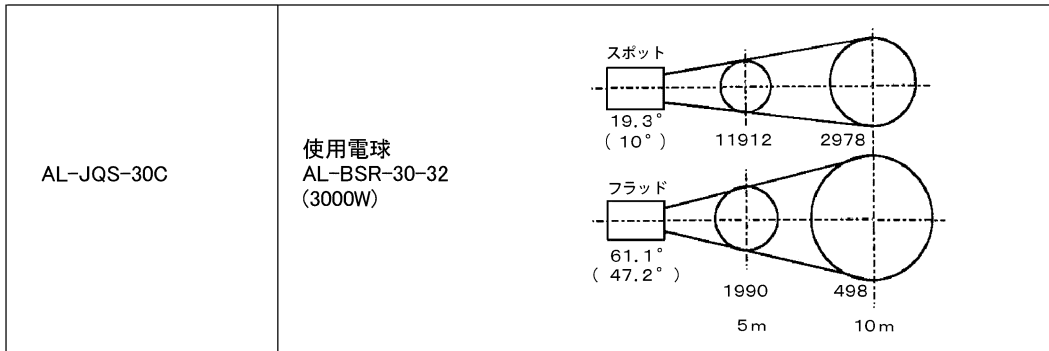 AL-JQS-30C
使用電球
AL-BSR-30-32
(3000W)
スポット
19.3°
( 10° )
11912
2978
フラッド
61.1°
( 47.2° )
1990
498
5m
10m